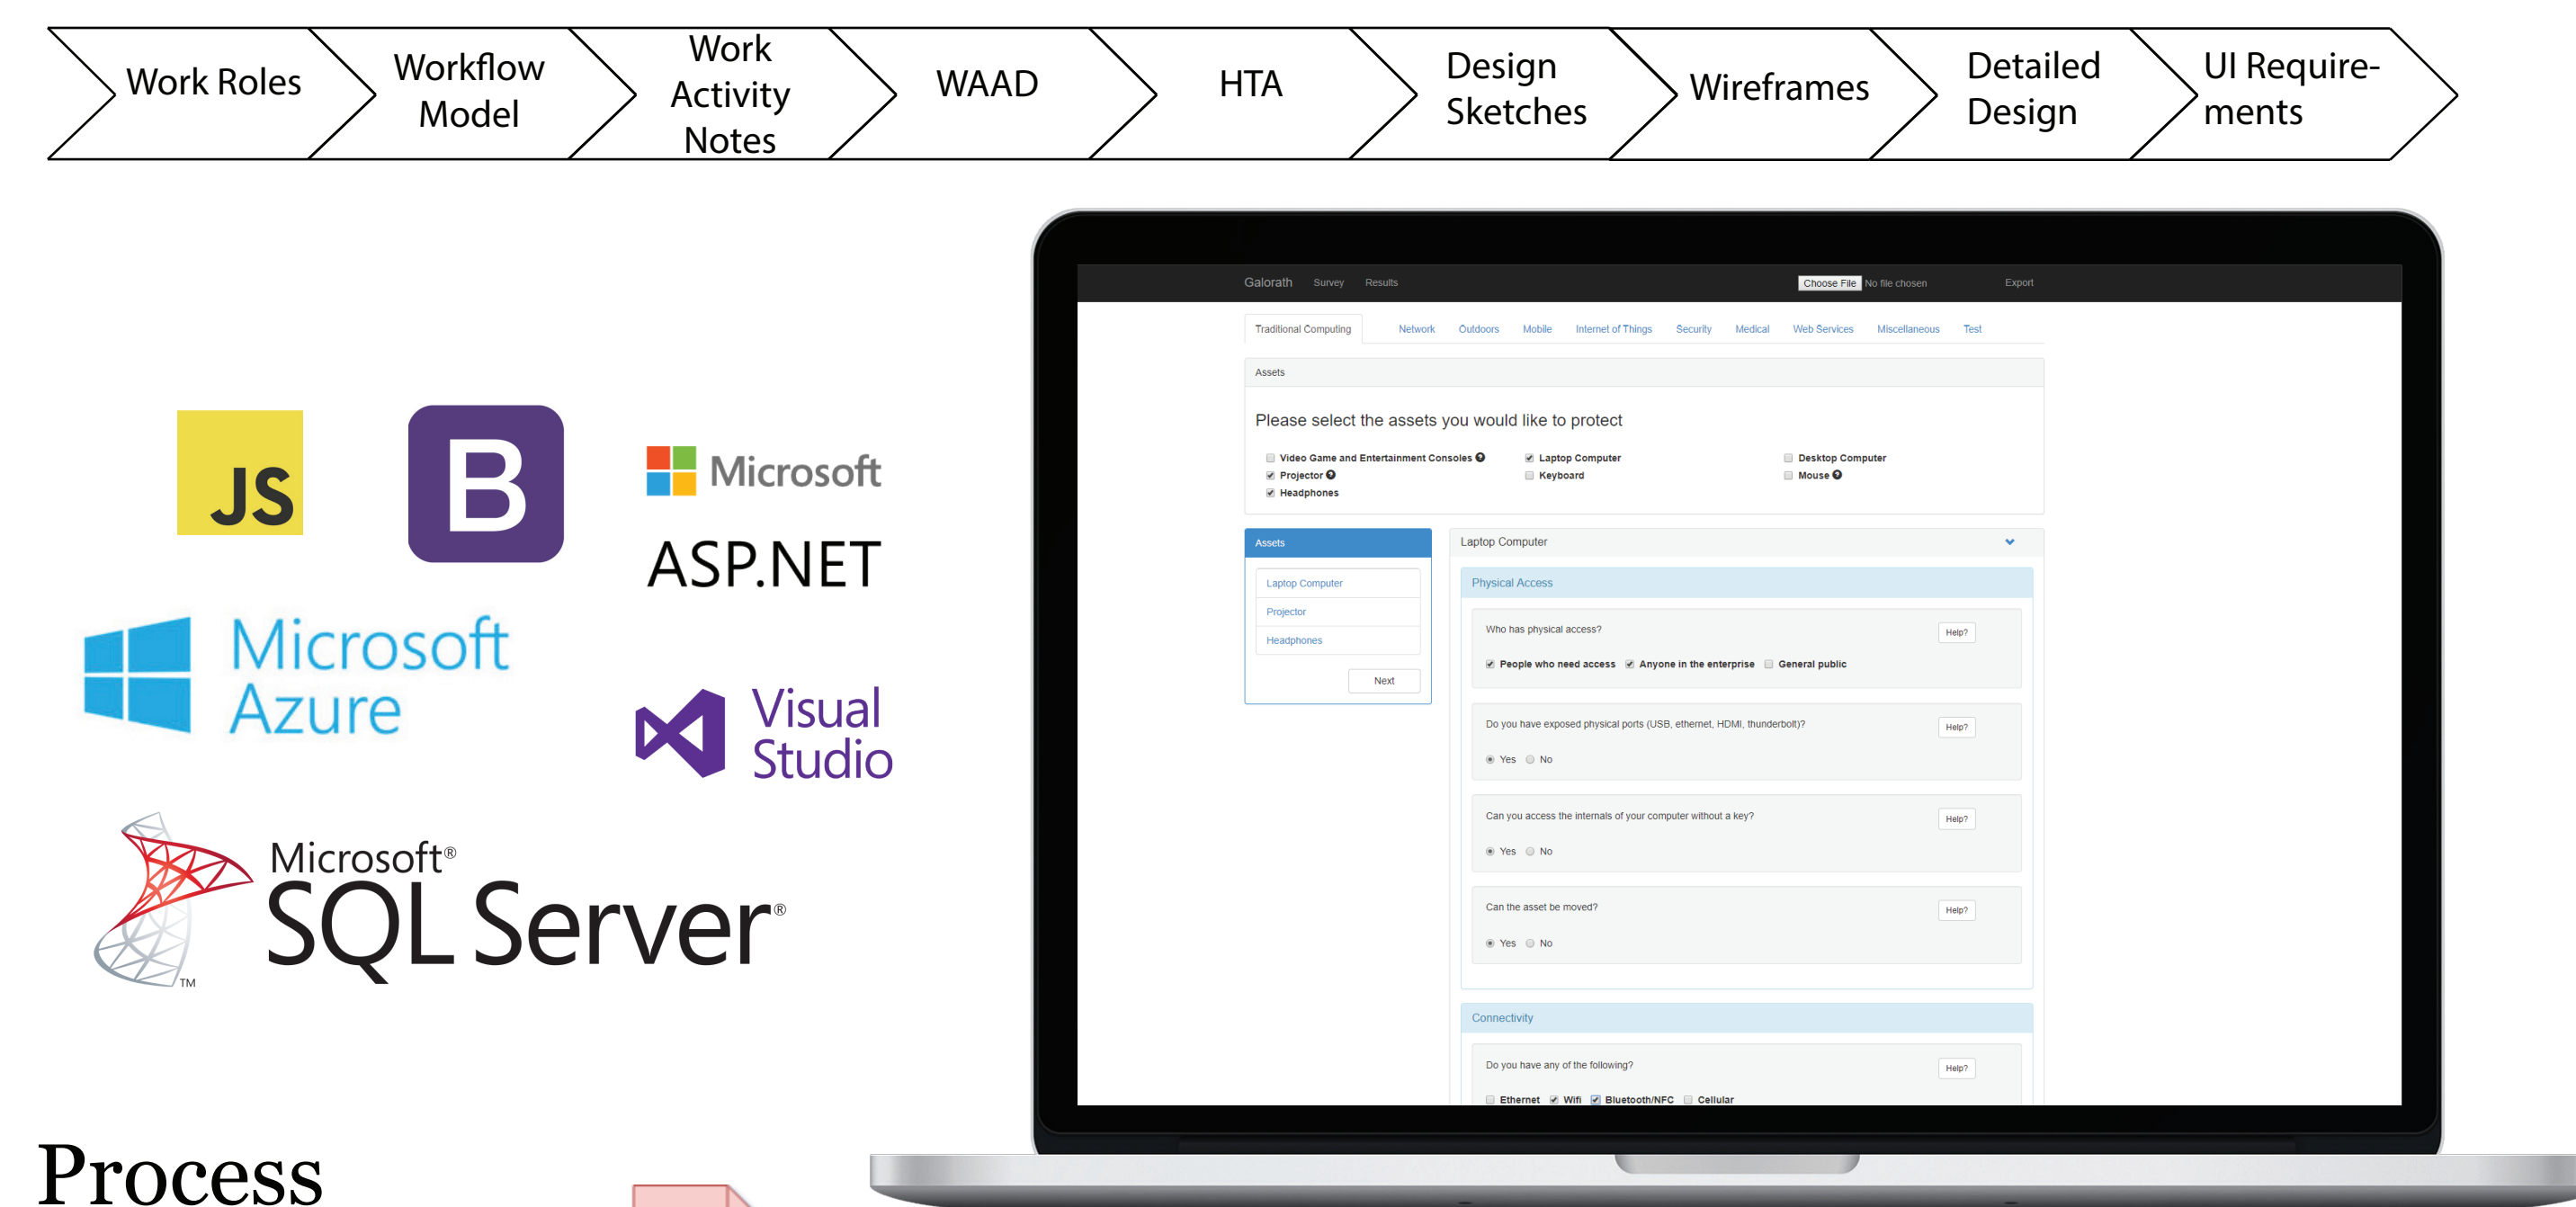 Work Roles
Workflow
Model
Work
Activity
Notes
WAAD
HTA
Design
Sketches
Wireframes
Detailed
Design
UI Require-
ments
JS
B
Microsoft
ASP.NET
Microsoft
Azure
Visual
Studio
Microsoft®
SQL Server®
TM
Process
Galorath Survey Results Choose File No file chosen Export
Traditional Computing Network Outdoors Mobile Internet of Things Security Medical Web Services Miscellaneous Test
Assets
Please select the assets you would like to protect
Video Game and Entertainment Consoles ? Laptop Computer Desktop Computer
Projector ? Keyboard Mouse ?
Headphones
Assets
Laptop Computer
Projector
Headphones
Next
Laptop Computer
Physical Access
Who has physical access? Help?
People who need access Anyone in the enterprise General public
Do you have exposed physical ports (USB, ethernet, HDMI, thunderbolt)? Help?
Yes No
Can you access the internals of your computer without a key? Help?
Yes No
Can the asset be moved? Help?
Yes No
Connectivity
Do you have any of the following? Help?
Ethernet Wifi Bluetooth/NFC Cellular